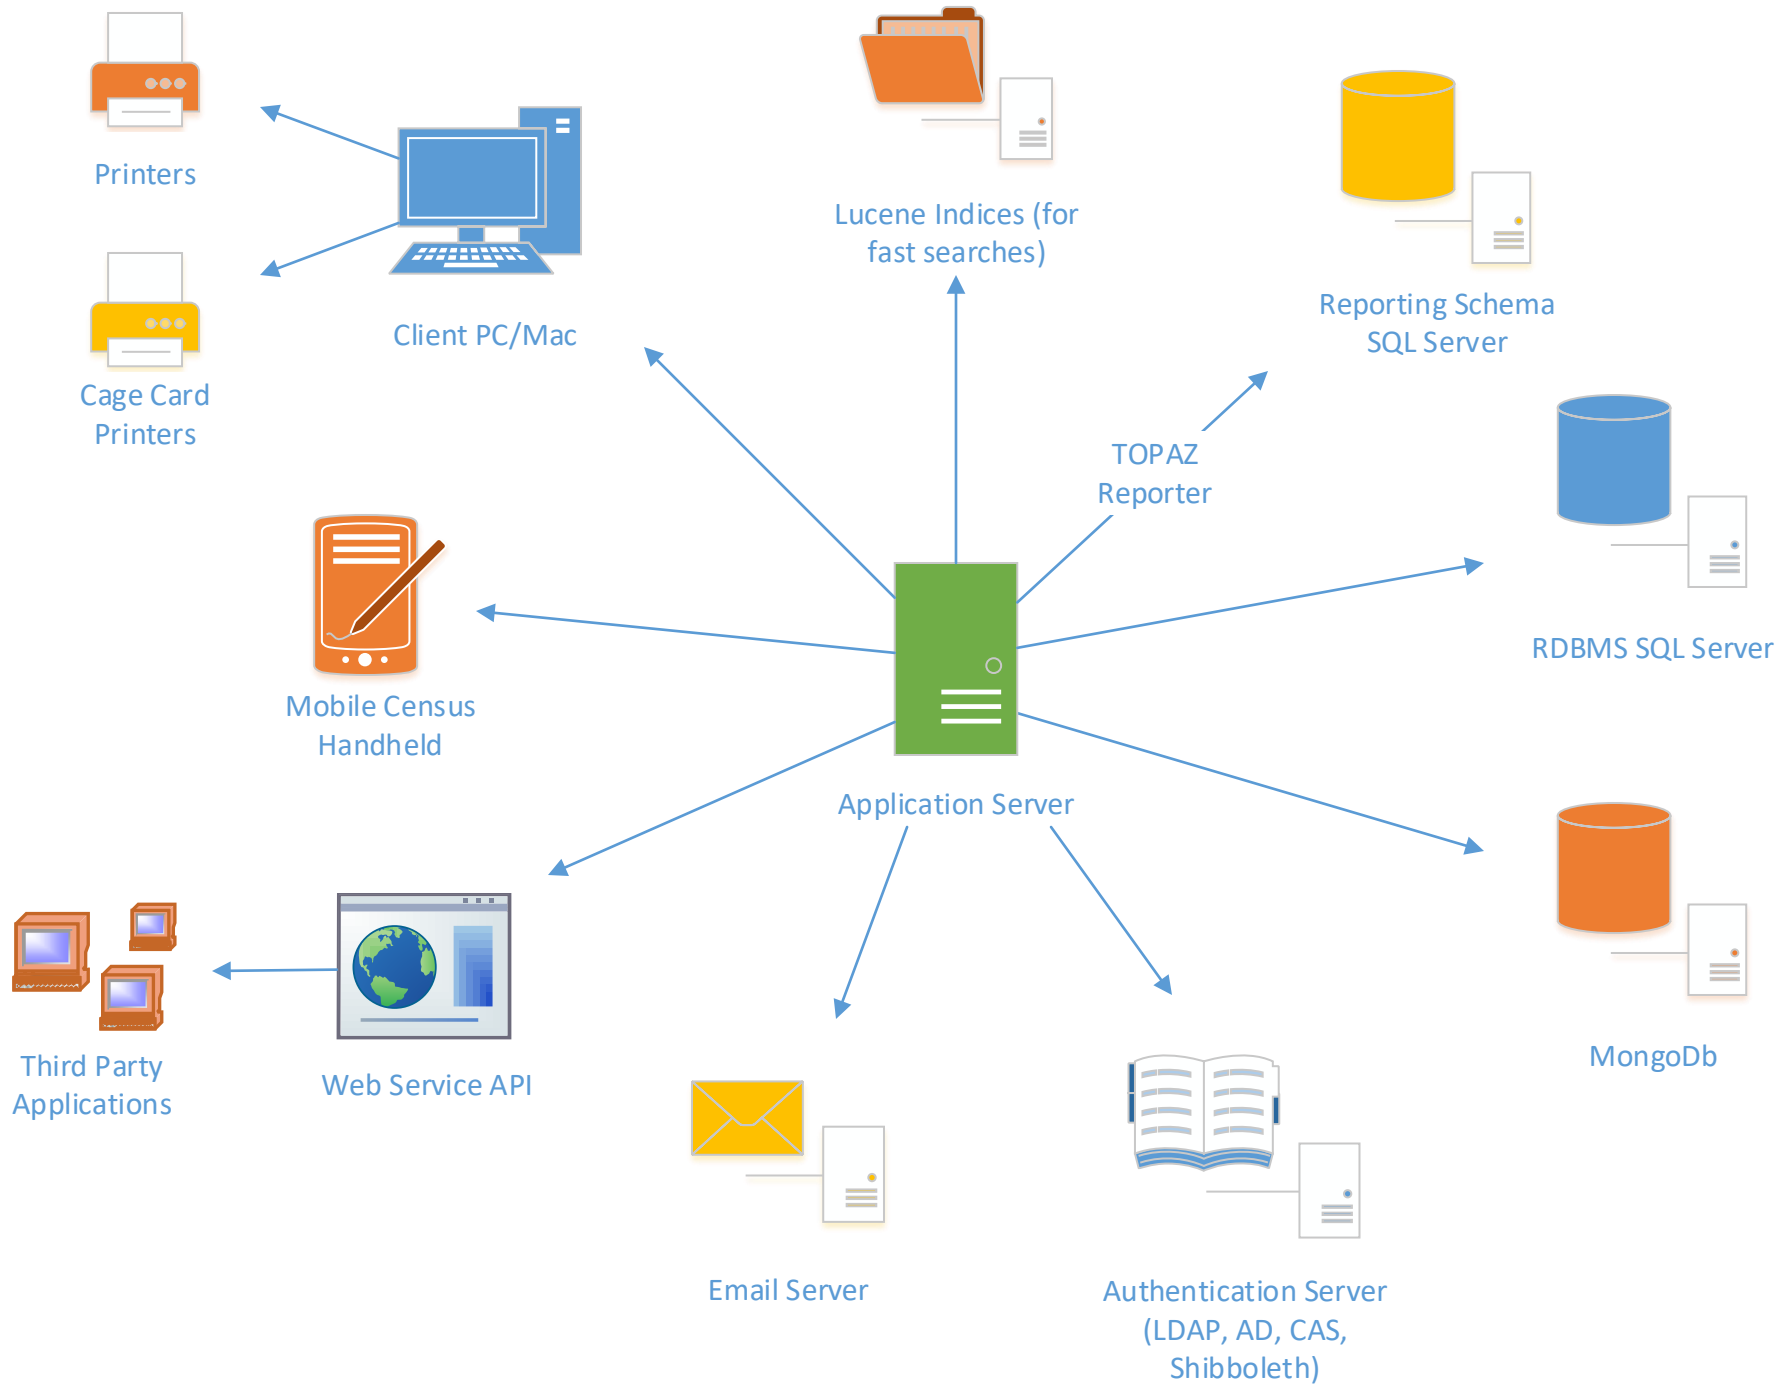 Printers
Cage Card
Printers
Client PC/Mac
Lucene Indices (for
fast searches)
Reporting Schema
SQL Server
TOPAZ
Reporter
RDBMS SQL Server
Mobile Census
Handheld
Application Server
Third Party
Applications
Web Service API
MongoDb
Email Server
Authentication Server
(LDAP, AD, CAS,
Shibboleth)